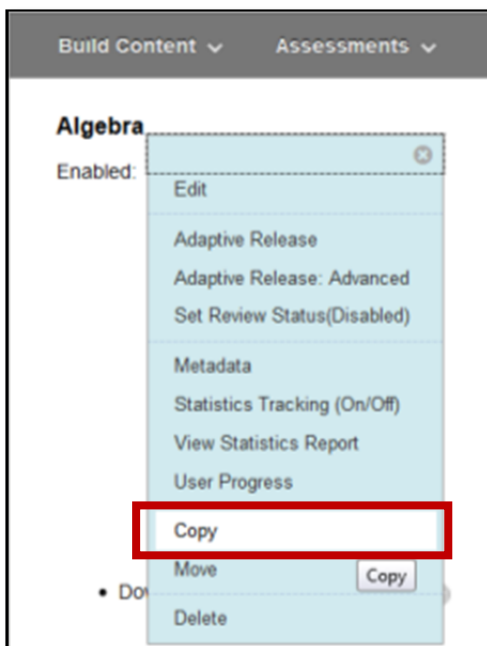 Build Content Assessments
Algebra
Enabled:
Edit
Adaptive Release
Adaptive Release: Advanced
Set Review Status(Disabled)
Metadata
Statistics Tracking (On/Off)
View Statistics Report
User Progress
Copy
Move
Copy
Delete